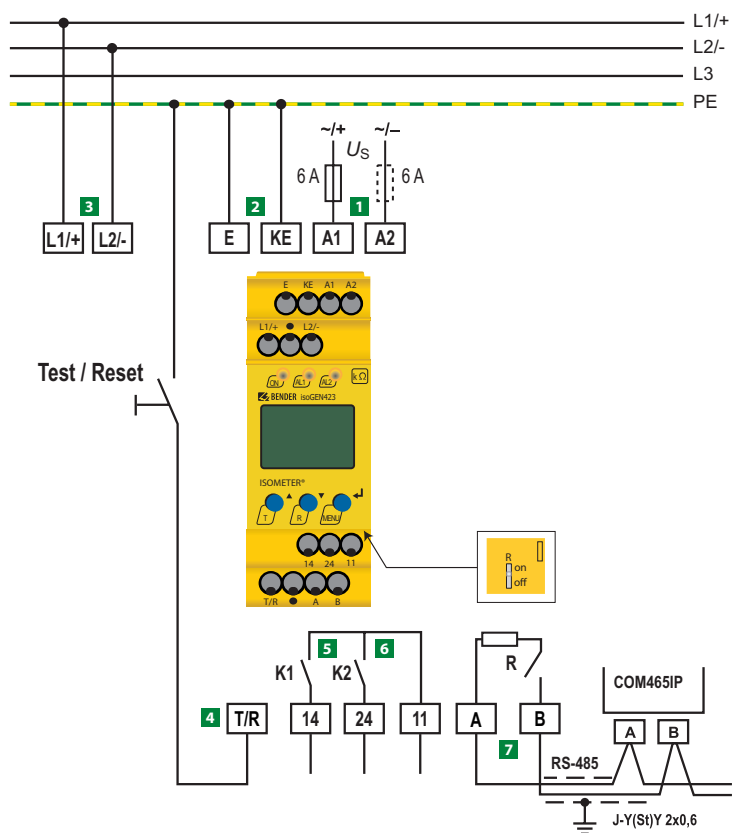 L1/+
L2/-
L3
PE
~/+ ~/–
US
6 A 6 A
3 2 1
L1/+ L2/- E KE A1 A2
E KE A1 A2
L1/+ L2/-
Test / Reset
ON AL1 AL2 kΩ
BENDER isoGEN423
ISOMETER®
T R MENU
R
on
off
14 24 11
T/R A B
5 6
K1 K2 R
COM465IP
4 T/R 14 24 11 A B
A B
7
RS-485
J-Y(St)Y 2x0,6